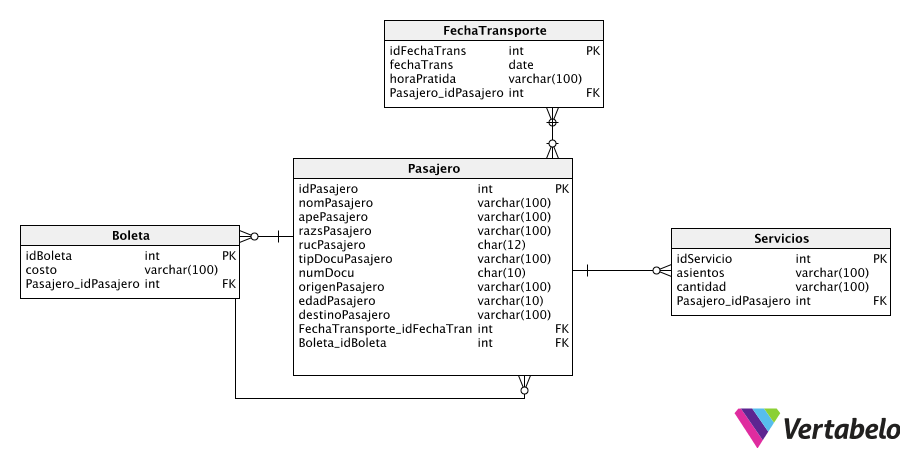 FechaTransporte
idFechaTrans int PK
fechaTrans date
horaPratida varchar(100)
Pasajero_idPasajero int FK
Pasajero
idPasajero int PK
nomPasajero varchar(100)
apePasajero varchar(100)
razsPasajero varchar(100)
rucPasajero char(12)
tipDocuPasajero varchar(100)
numDocu char(10)
origenPasajero varchar(100)
edadPasajero varchar(10)
destinoPasajero varchar(100)
FechaTransporte_idFechaTran int FK
Boleta_idBoleta int FK
Boleta
idBoleta int PK
costo varchar(100)
Pasajero_idPasajero int FK
Servicios
idServicio int PK
asientos varchar(100)
cantidad varchar(100)
Pasajero_idPasajero int FK
Vertabelo